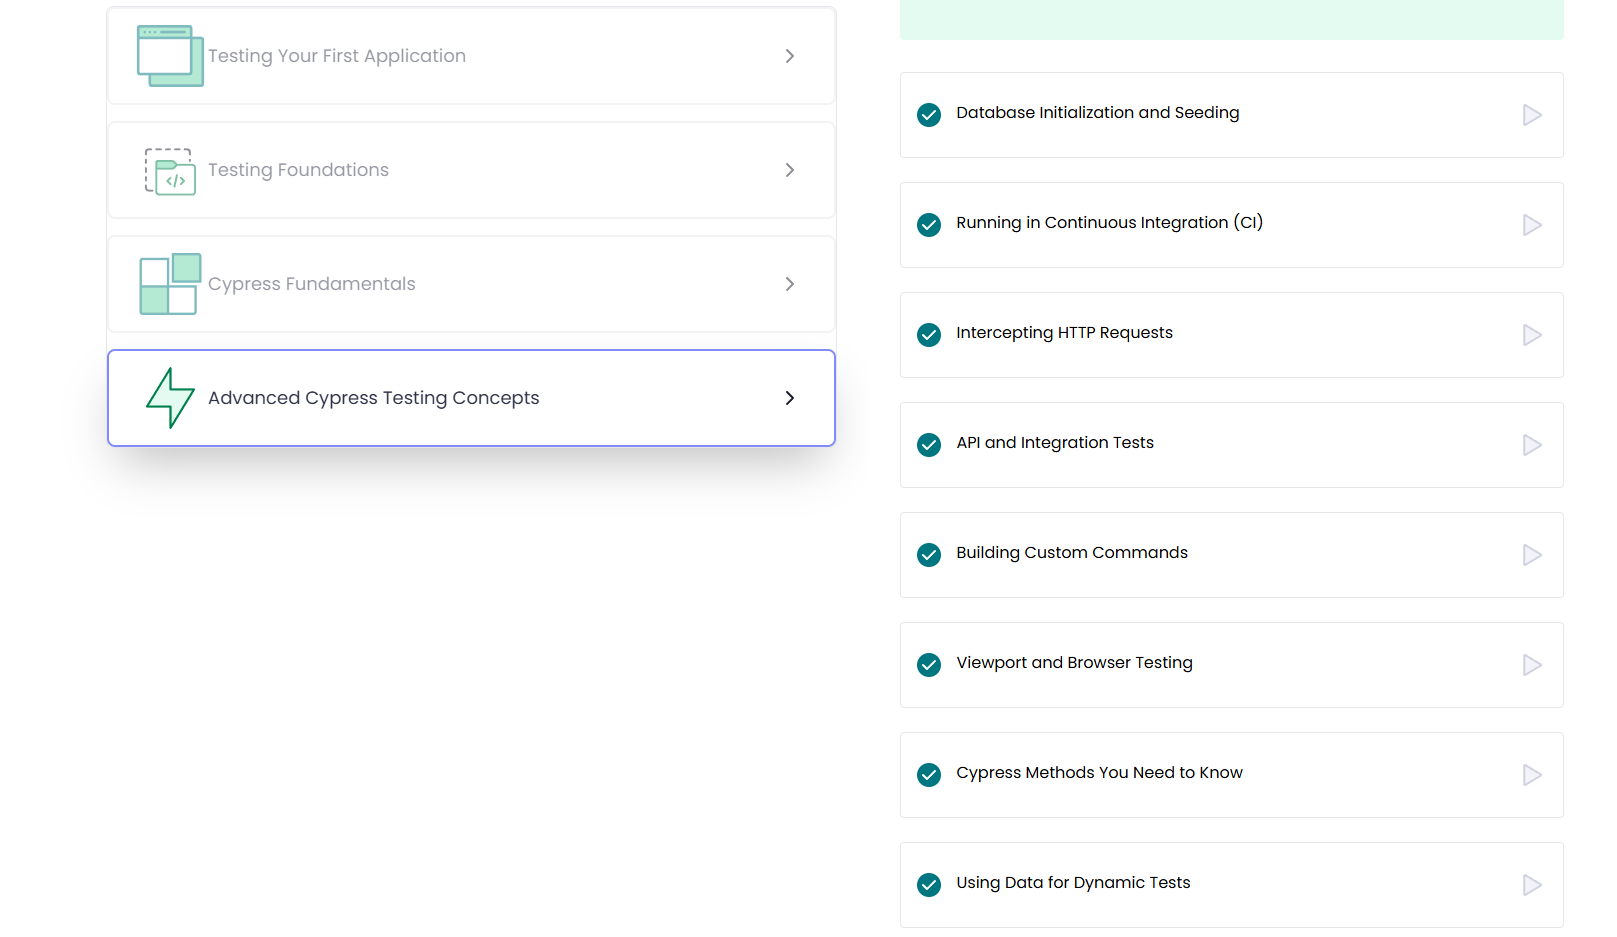 Testing Your First Application
Testing Foundations
</>
Cypress Fundamentals
Advanced Cypress Testing Concepts
Database Initialization and Seeding
Running in Continuous Integration (CI)
Intercepting HTTP Requests
API and Integration Tests
Building Custom Commands
Viewport and Browser Testing
Cypress Methods You Need to Know
Using Data for Dynamic Tests